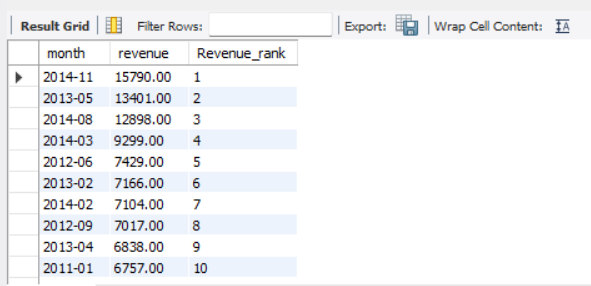 Result Grid Filter Rows: Export: Wrap Cell Content: IA
month revenue Revenue_rank
2014-11 15790.00 1
2013-05 13401.00 2
2014-08 12898.00 3
2014-03 9299.00 4
2012-06 7429.00 5
2013-02 7166.00 6
2014-02 7104.00 7
2012-09 7017.00 8
2013-04 6838.00 9
2011-01 6757.00 10